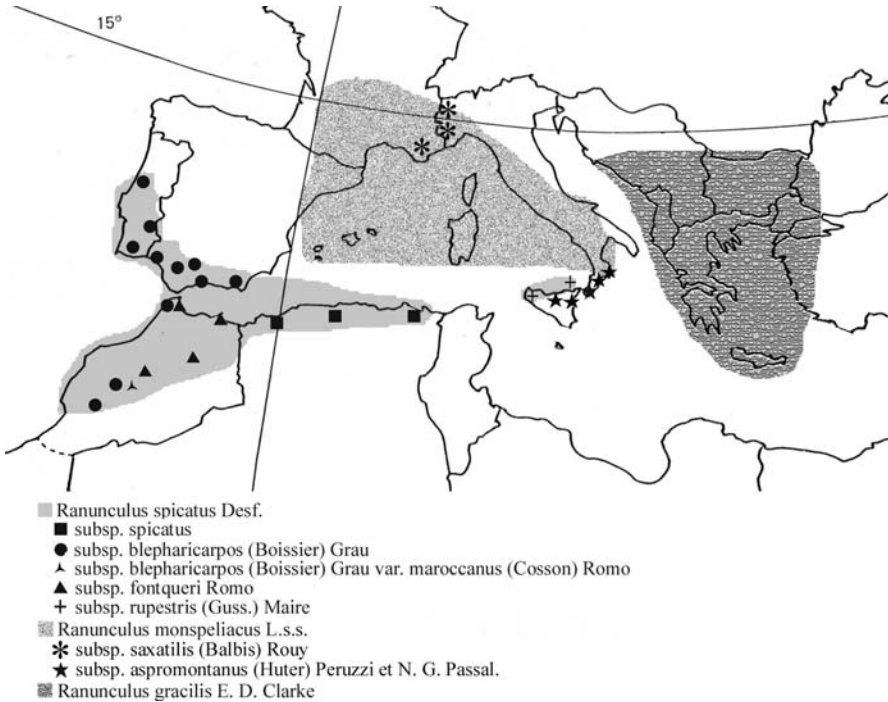 15º
Ranunculus spicatus Desf.
subsp. spicatus
subsp. blepharicarpos (Boissier) Grau
subsp. blepharicarpos (Boissier) Grau var. maroccanus (Cosson) Romo
subsp. fontqueri Romo
subsp. rupestris (Guss.) Maire
Ranunculus monspeliacus L.s.s.
subsp. saxatilis (Balbis) Rouy
subsp. aspromontanus (Huter) Peruzzi et N. G. Passal.
Ranunculus gracilis E. D. Clarke